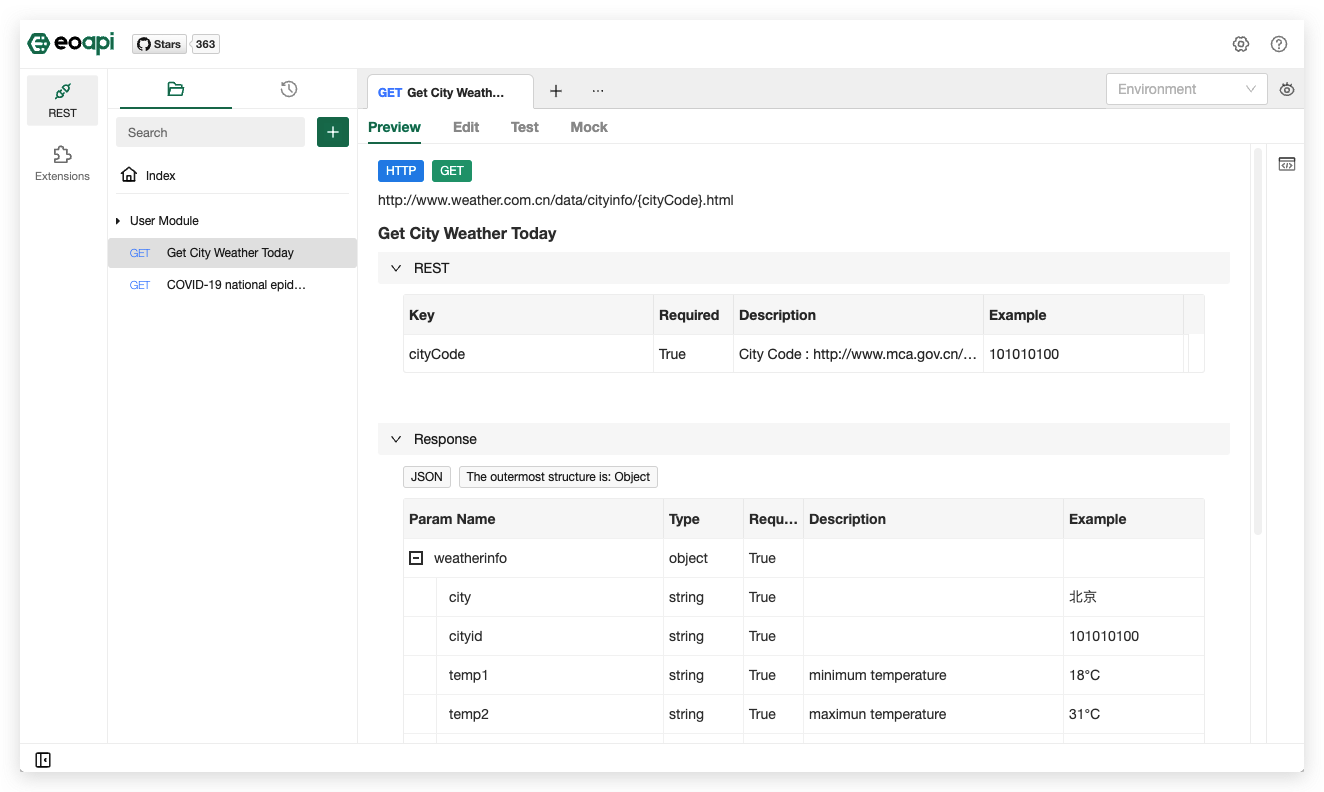 eoapi Stars 363
REST
Extensions
Search
Index
User Module
GET Get City Weather Today
GET COVID-19 national epid...
GET Get City Weath... ...
Environment
Preview Edit Test Mock
HTTP GET
http://www.weather.com.cn/data/cityinfo/{cityCode}.html
Get City Weather Today
REST
Key Required Description Example
cityCode True City Code : http://www.mca.gov.cn/... 101010100
Response
JSON The outermost structure is: Object
Param Name Type Requ... Description Example
weatherinfo object True
city string True 北京
cityid string True 101010100
temp1 string True minimum temperature 18°C
temp2 string True maximun temperature 31°C